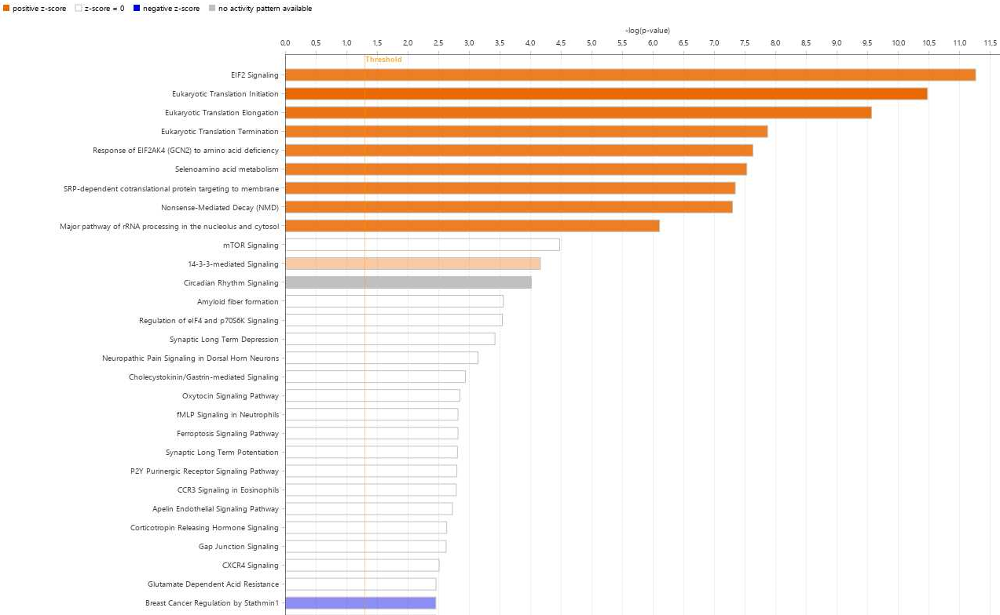 positive z-score z-score = 0 negative z-score no activity pattern available
-log(p-value)
0,0 0,5 1,0 1,5 2,0 2,5 3,0 3,5 4,0 4,5 5,0 5,5 6,0 6,5 7,0 7,5 8,0 8,5 9,0 9,5 10,0 10,5 11,0 11,5
Threshold
EIF2 Signaling
Eukaryotic Translation Initiation
Eukaryotic Translation Elongation
Eukaryotic Translation Termination
Response of EIF2AK4 (GCN2) to amino acid deficiency
Selenoamino acid metabolism
SRP-dependent cotranslational protein targeting to membrane
Nonsense-Mediated Decay (NMD)
Major pathway of rRNA processing in the nucleolus and cytosol
mTOR Signaling
14-3-3-mediated Signaling
Circadian Rhythm Signaling
Amyloid fiber formation
Regulation of eIF4 and p70S6K Signaling
Synaptic Long Term Depression
Neuropathic Pain Signaling in Dorsal Horn Neurons
Cholecystokinin/Gastrin-mediated Signaling
Oxytocin Signaling Pathway
fMLP Signaling in Neutrophils
Ferroptosis Signaling Pathway
Synaptic Long Term Potentiation
P2Y Purinergic Receptor Signaling Pathway
CCR3 Signaling in Eosinophils
Apelin Endothelial Signaling Pathway
Corticotropin Releasing Hormone Signaling
Gap Junction Signaling
CXCR4 Signaling
Glutamate Dependent Acid Resistance
Breast Cancer Regulation by Stathmin1